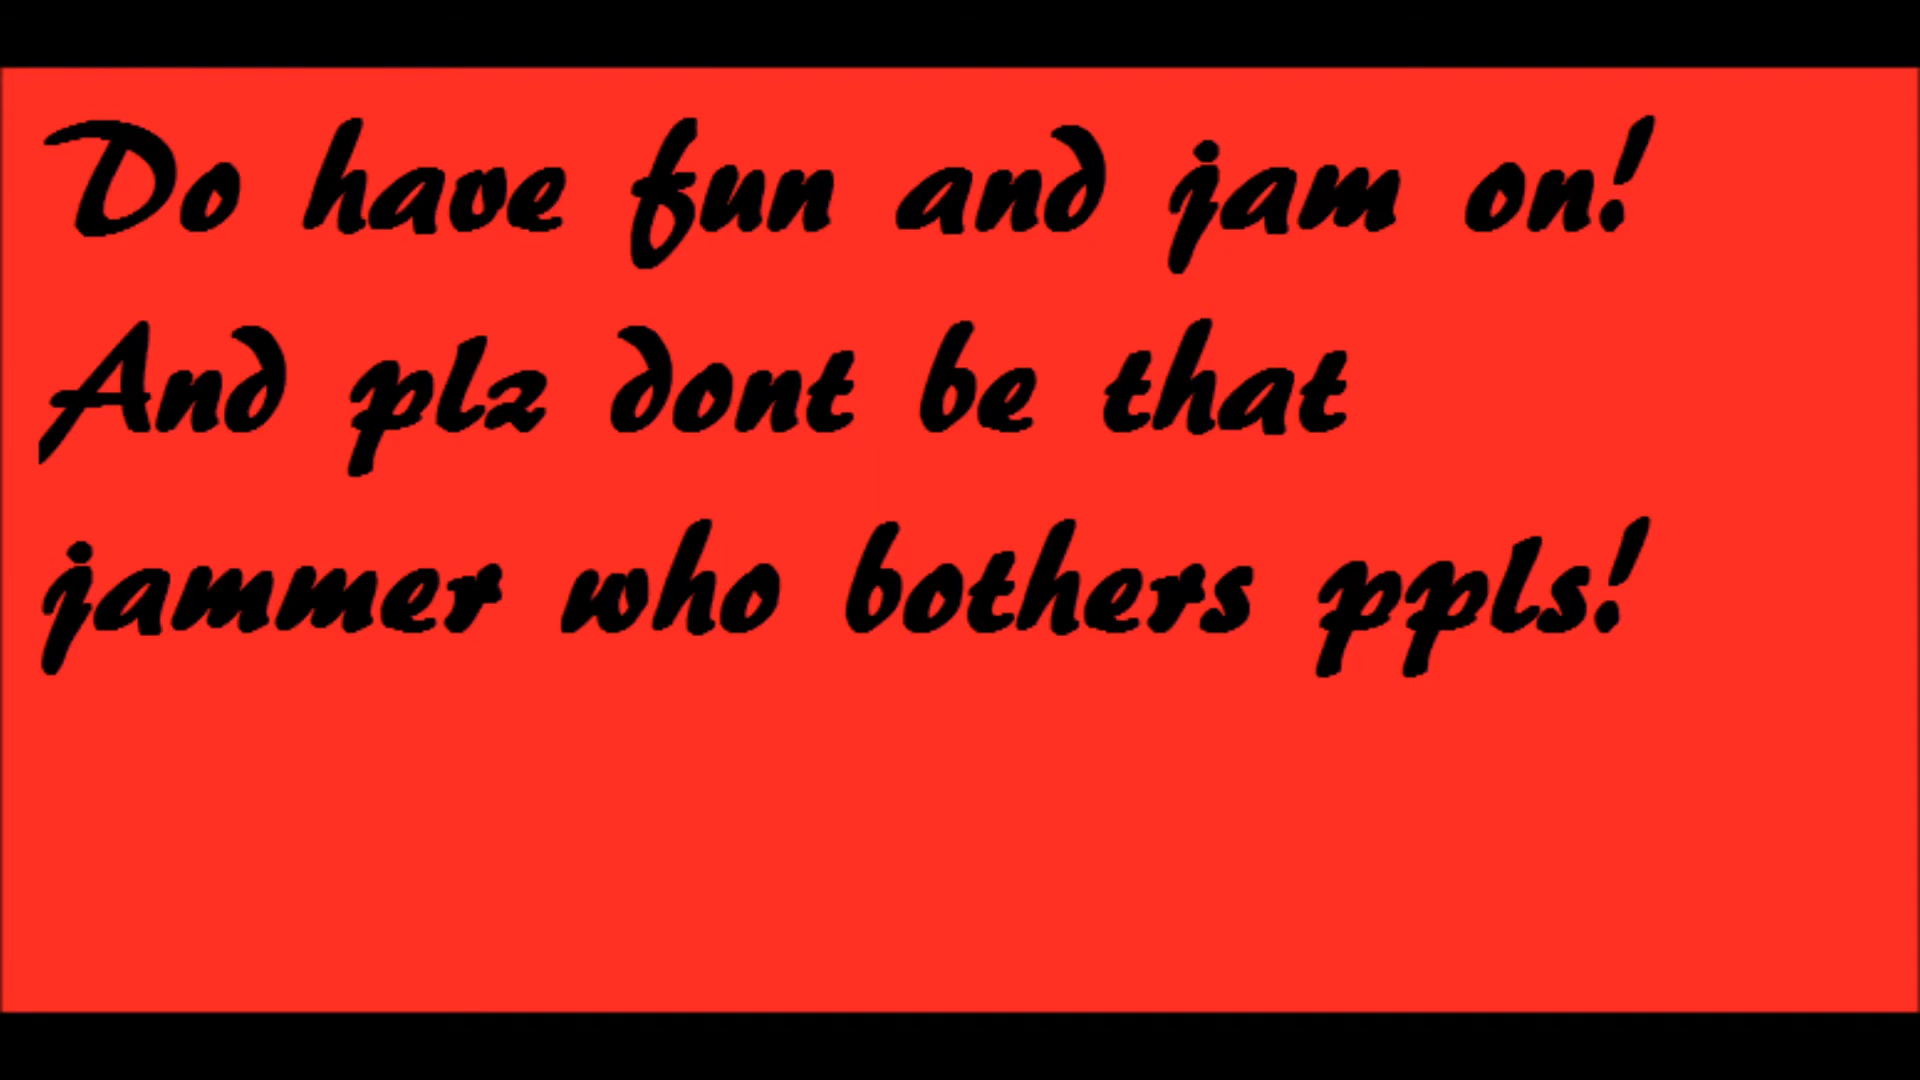 Do have fun and jam on!
And plz dont be that
jammer who bothers ppls!